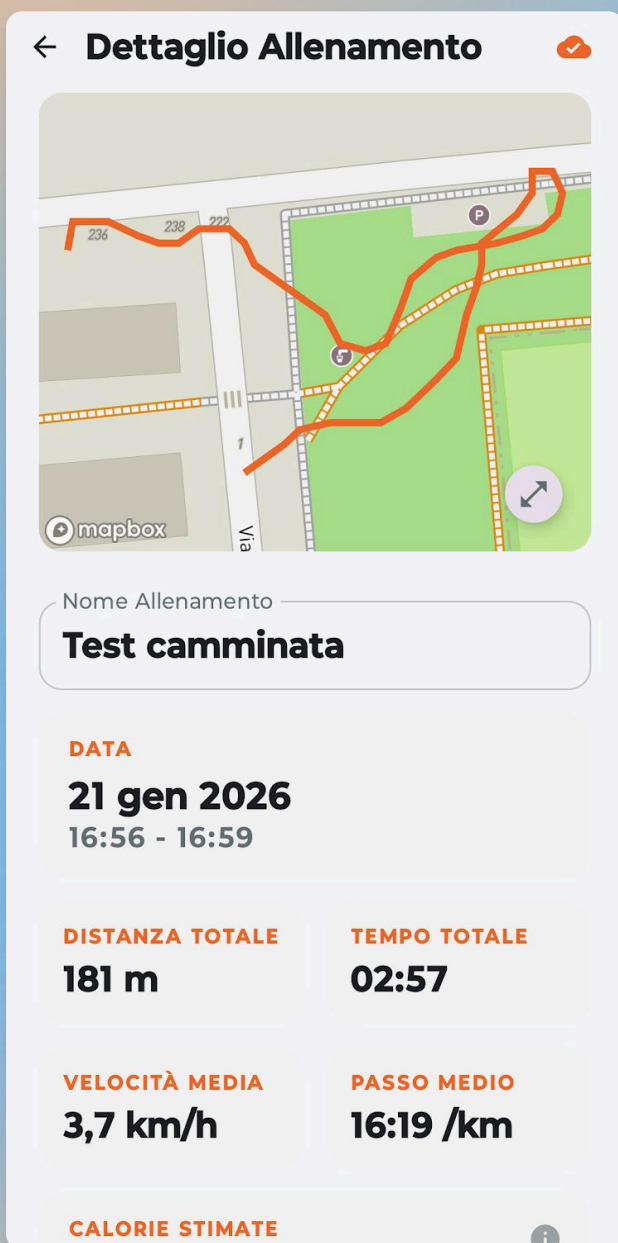 Dettaglio Allenamento
P
236
238
222
1
Via
mapbox
Nome Allenamento
Test camminata
DATA
21 gen 2026
16:56 - 16:59
DISTANZA TOTALE
TEMPO TOTALE
181 m
02:57
VELOCITÀ MEDIA
PASSO MEDIO
3,7 km/h
16:19 /km
CALORIE STIMATE
i